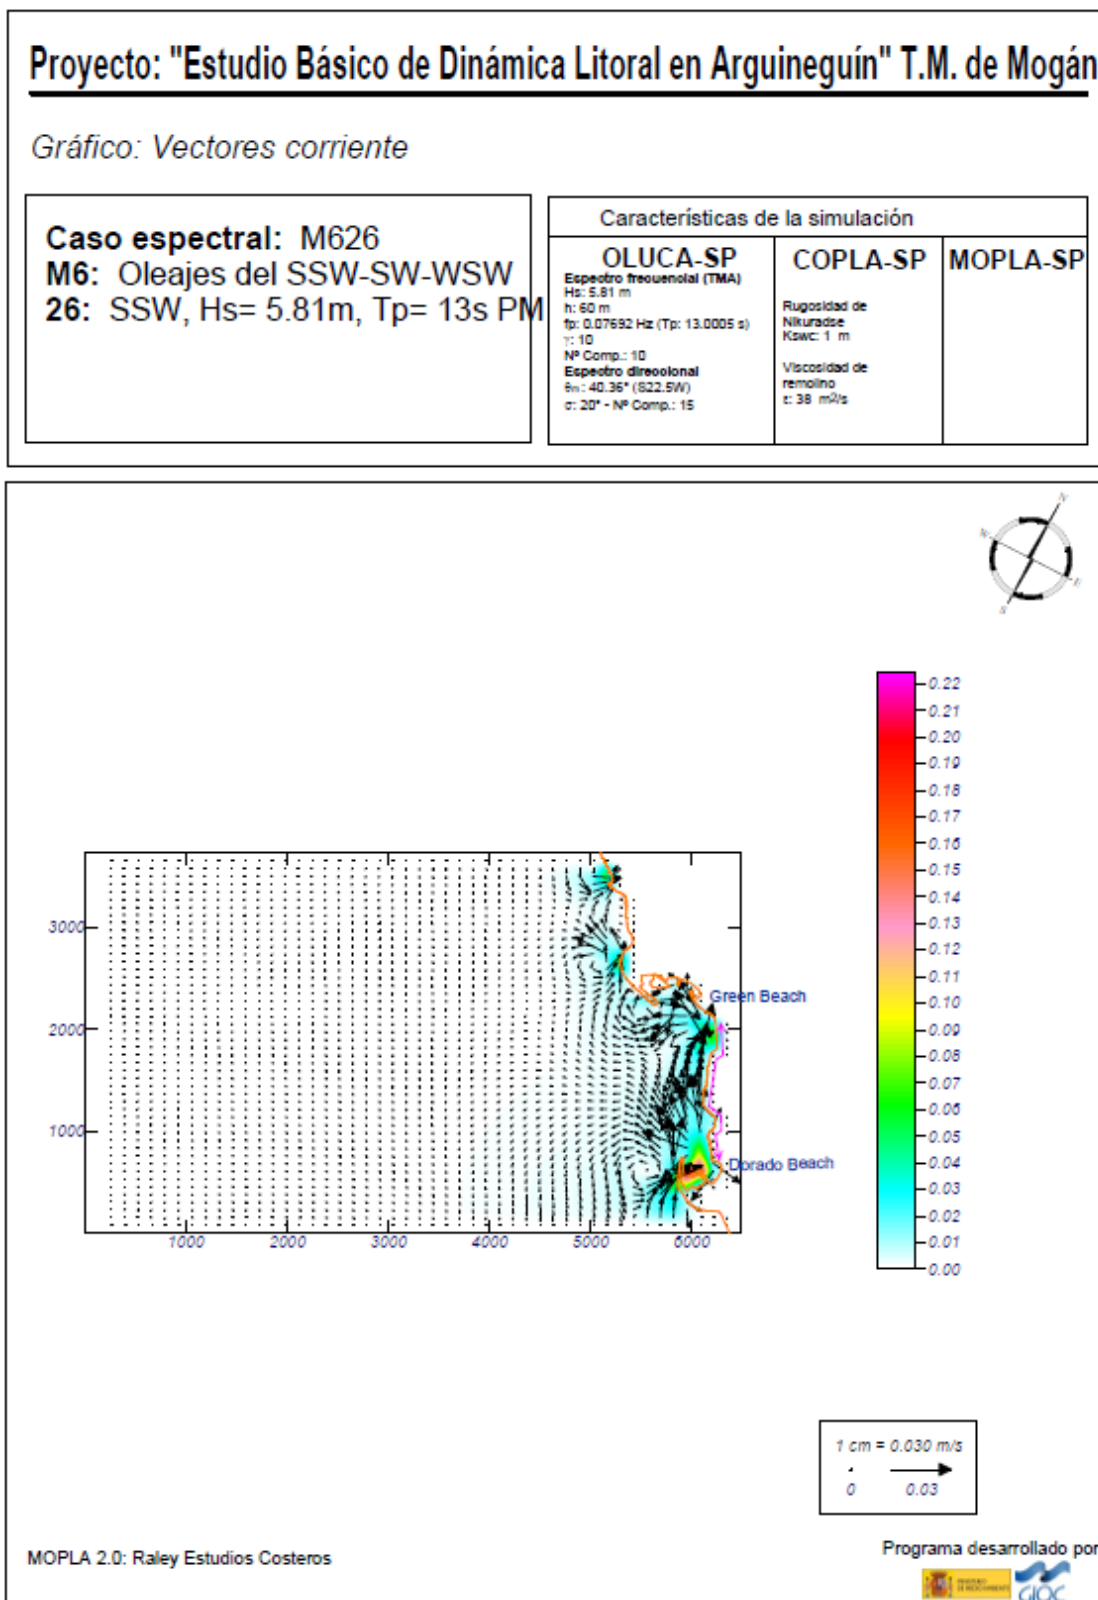 Proyecto: "Estudio Básico de Dinámica Litoral en Arguineguín" T.M. de Mogán
Gráfico: Vectores corriente
Caso espectral: M626
M6: Oleajes del SSW-SW-WSW
26: SSW, Hs= 5.81m, Tp= 13s PM
Características de la simulación
OLUCA-SP
Espectro frecuencial (TMA)
Hs: 5.81 m
h: 60 m
fp: 0.07692 Hz (Tp: 13.0005 s)
γ: 10
Nº Comp.: 10
Espectro direccional
θm: 40.36° (S22.5W)
σ: 20° - Nº Comp.: 15
COPLA-SP
Rugosidad de
Nikuradse
Kswc: 1 m
Viscosidad de
remolino
ε: 38 m2/s
MOPLA-SP
N
W
E
S
0.22
0.21
0.20
0.19
0.18
0.17
0.16
0.15
0.14
0.13
0.12
0.11
0.10
0.09
0.08
0.07
0.06
0.05
0.04
0.03
0.02
0.01
0.00
3000
2000
1000
Green Beach
Dorado Beach
1000 2000 3000 4000 5000 6000
1 cm = 0.030 m/s
0 0.03
MOPLA 2.0: Raley Estudios Costeros
Programa desarrollado por
GIOC